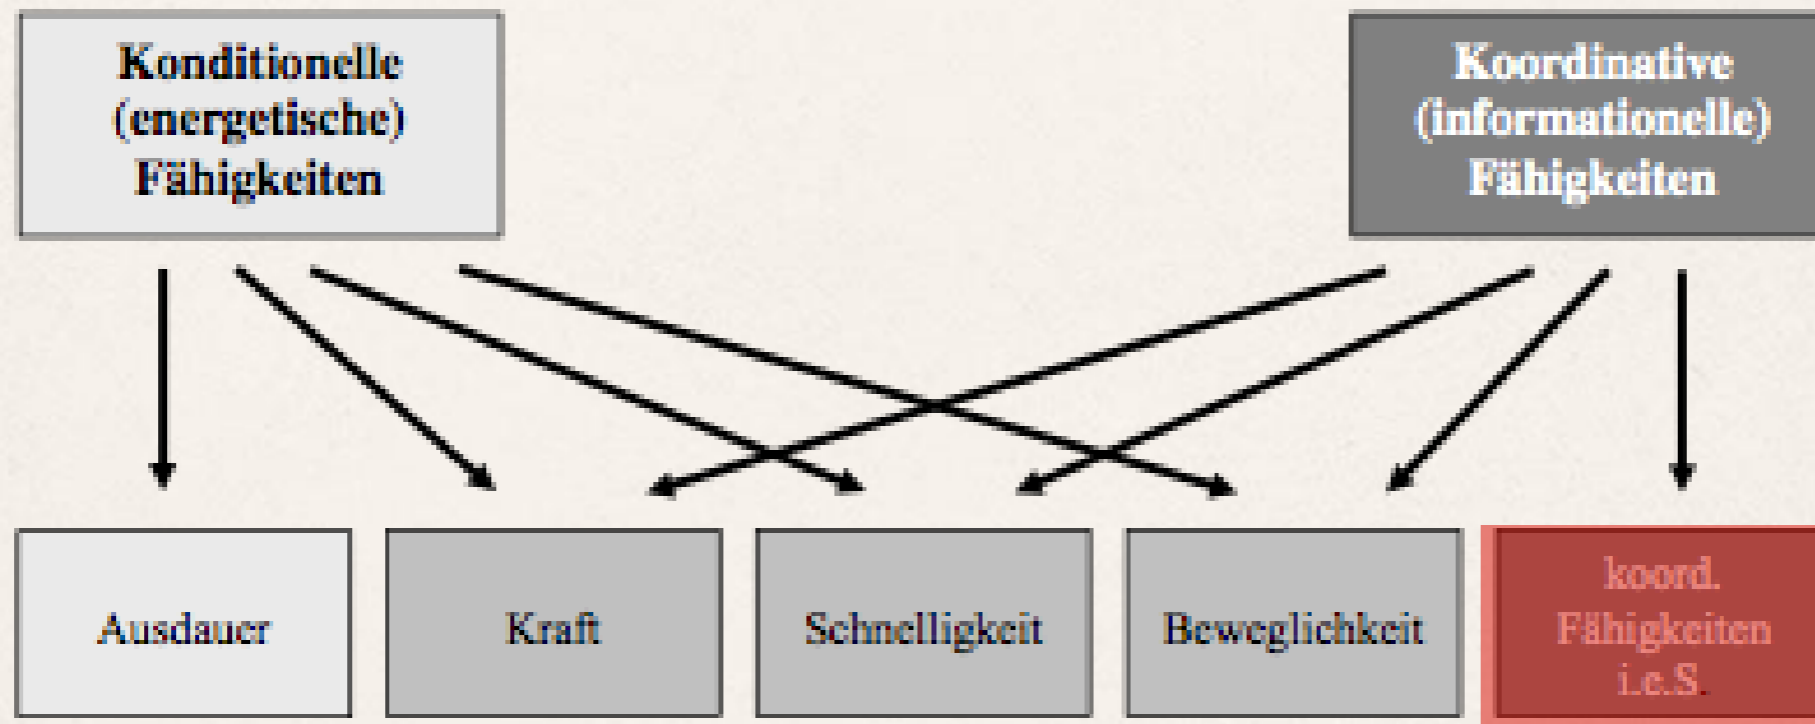 Konditionelle
(energetische)
Fähigkeiten
Koordinative
(informationelle)
Fähigkeiten
Ausdauer
Kraft
Schnelligkeit
Beweglichkeit
koord.
Fähigkeiten
i.e.S.